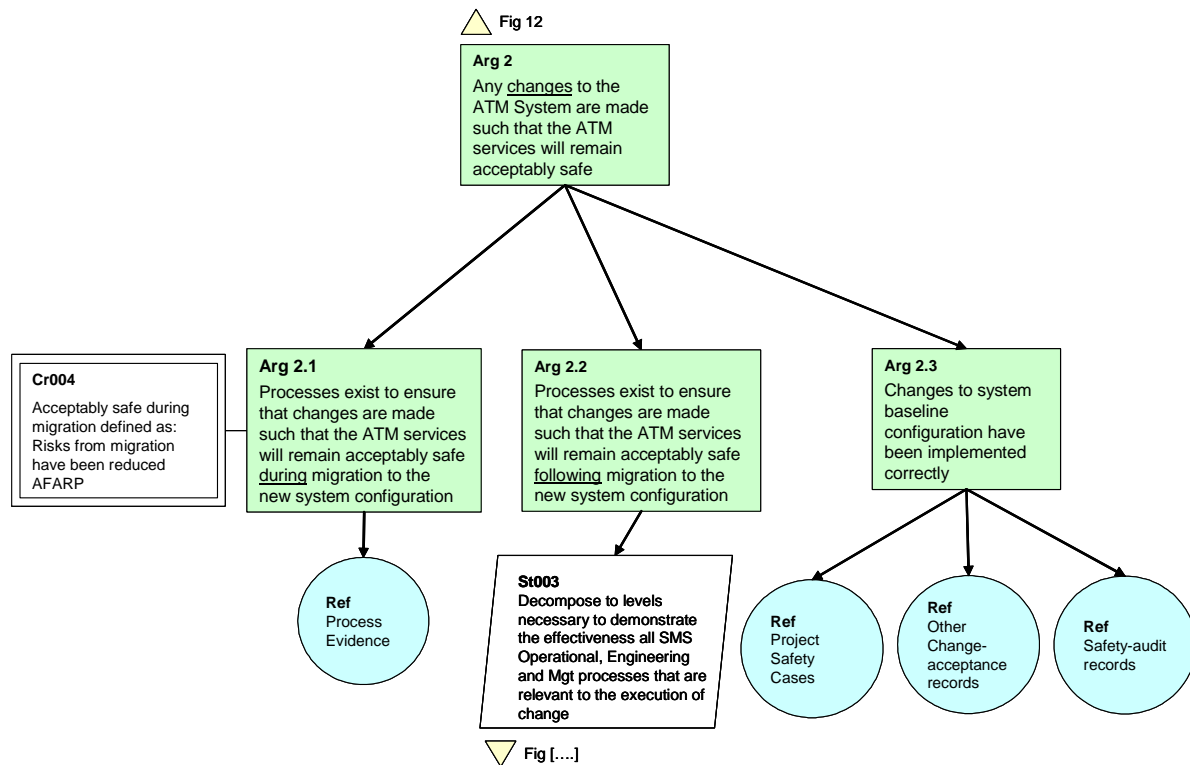 Fig 12
Arg 2
Any changes to the
ATM System are made
such that the ATM
services will remain
acceptably safe
Cr004
Acceptably safe during
migration defined as:
Risks from migration
have been reduced
AFARP
Arg 2.1
Processes exist to ensure
that changes are made
such that the ATM services
will remain acceptably safe
during migration to the
new system configuration
Arg 2.2
Processes exist to ensure
that changes are made
such that the ATM services
will remain acceptably safe
following migration to the
new system configuration
Arg 2.3
Changes to system
baseline
configuration have
been implemented
correctly
Ref
Process
Evidence
St003
Decompose to levels
necessary to demonstrate
the effectiveness all SMS
Operational, Engineering
and Mgt processes that are
relevant to the execution of
change
Ref
Project
Safety
Cases
Ref
Other
Change-
acceptance
records
Ref
Safety-audit
records
Fig [….]